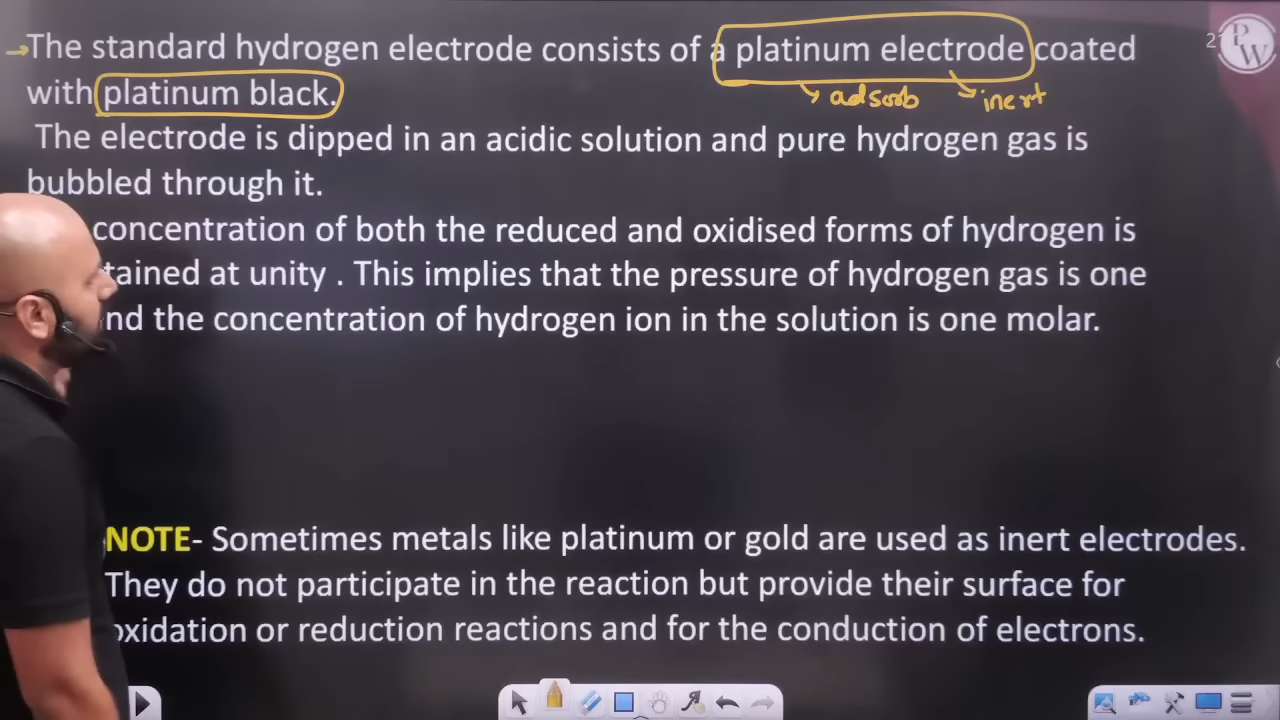 The standard hydrogen electrode consists of a platinum electrode coated
with platinum black.
adsorb inert
The electrode is dipped in an acidic solution and pure hydrogen gas is
bubbled through it.
concentration of both the reduced and oxidised forms of hydrogen is
tained at unity . This implies that the pressure of hydrogen gas is one
nd the concentration of hydrogen ion in the solution is one molar.
NOTE- Sometimes metals like platinum or gold are used as inert electrodes.
They do not participate in the reaction but provide their surface for
oxidation or reduction reactions and for the conduction of electrons.
PW